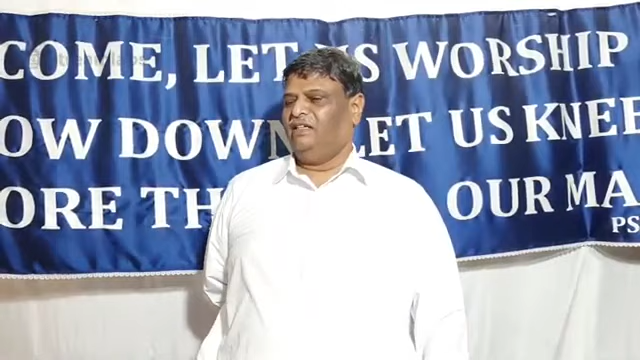 COME, LET US WORSHIP
OW DOWN LET US KNEE
ORE TH OUR MA
PS